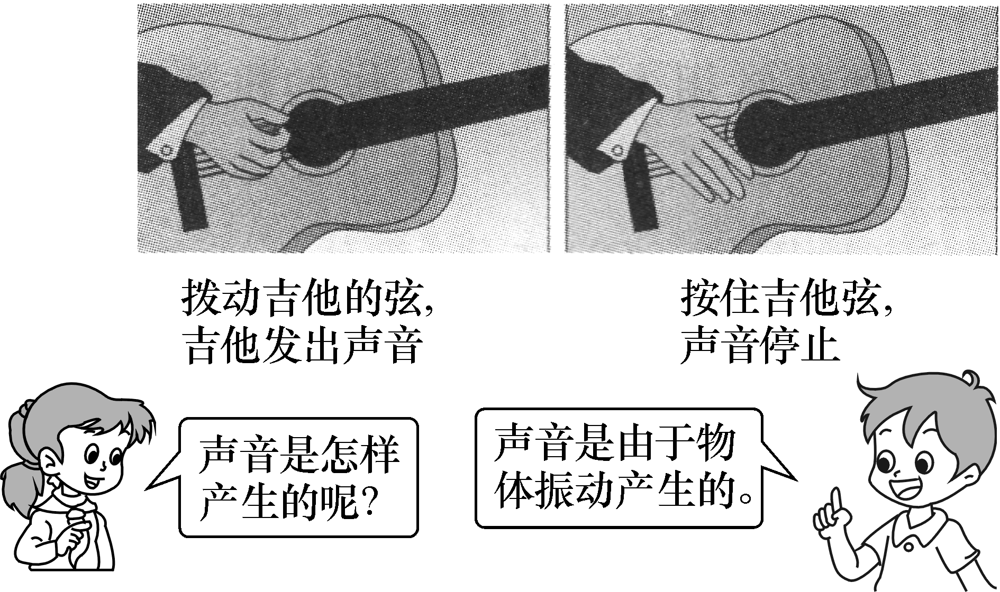 拨动吉他的弦，
吉他发出声音
按住吉他弦，
声音停止
声音是怎样
产生的呢？
声音是由于物
体振动产生的。